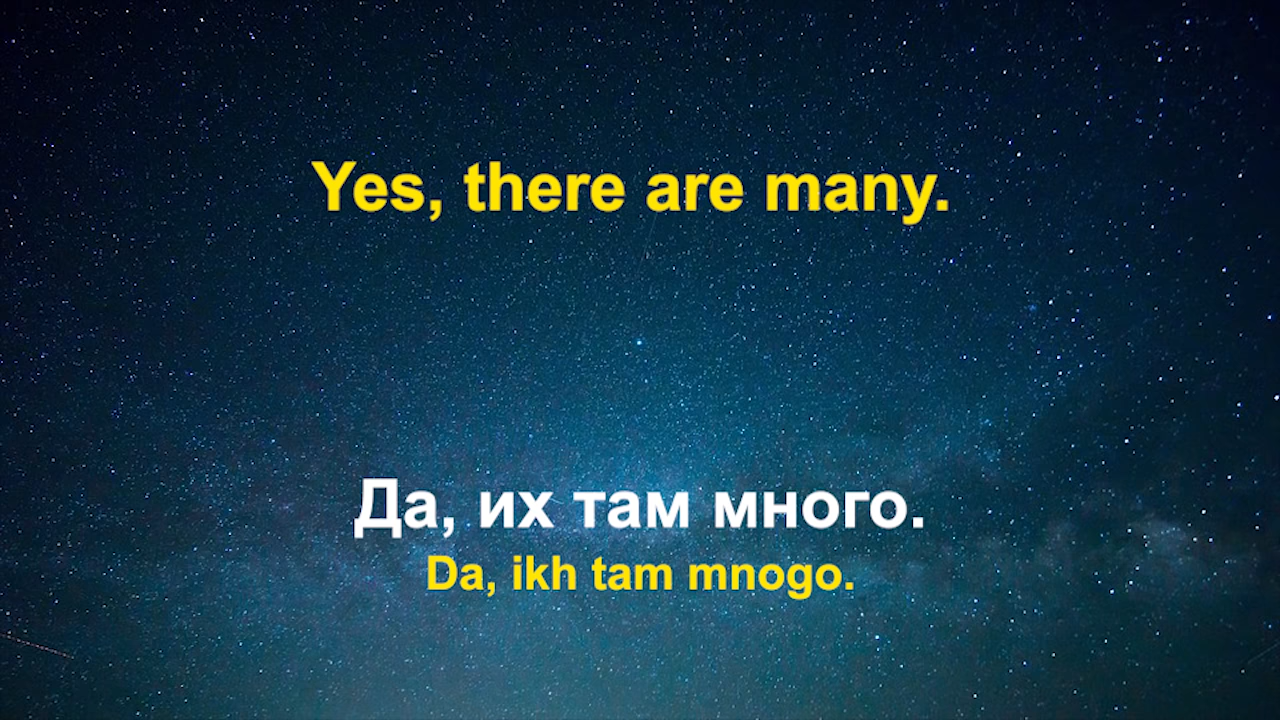 Yes, there are many.
Да, их там много.
Da, ikh tam mnogo.